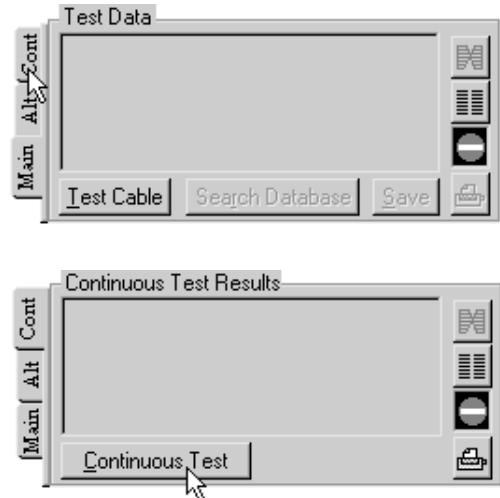 Test Data
Cont
Alt
Main
Test Cable
Search Database
Save
Continuous Test Results
Cont
Alt
Main
Continuous Test